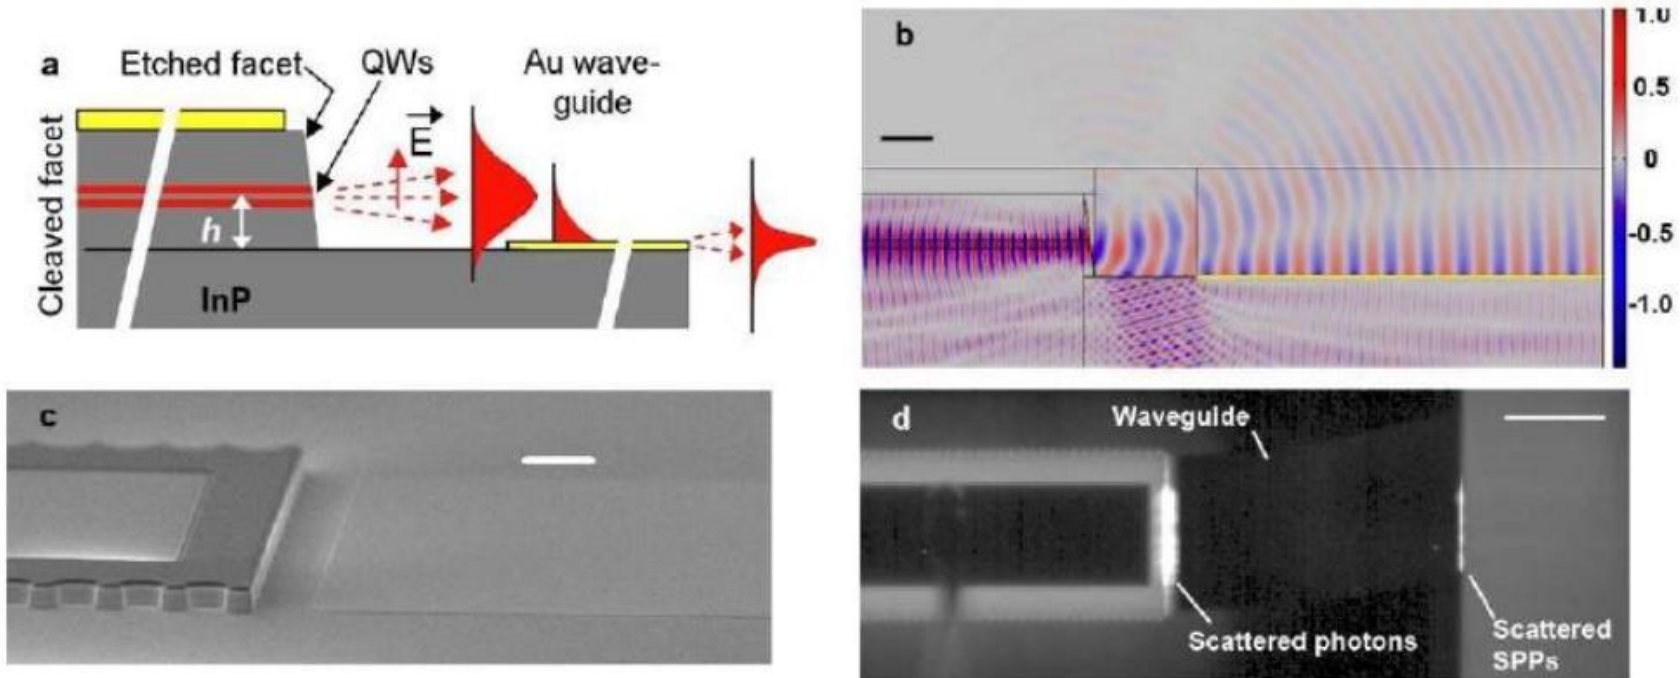 a
Etched facet
QWs
Au wave-
guide
E
Cleaved facet
h
InP
b
1.0
0.5
0
-0.5
-1.0
c
d
Waveguide
Scattered photons
Scattered
SPPs